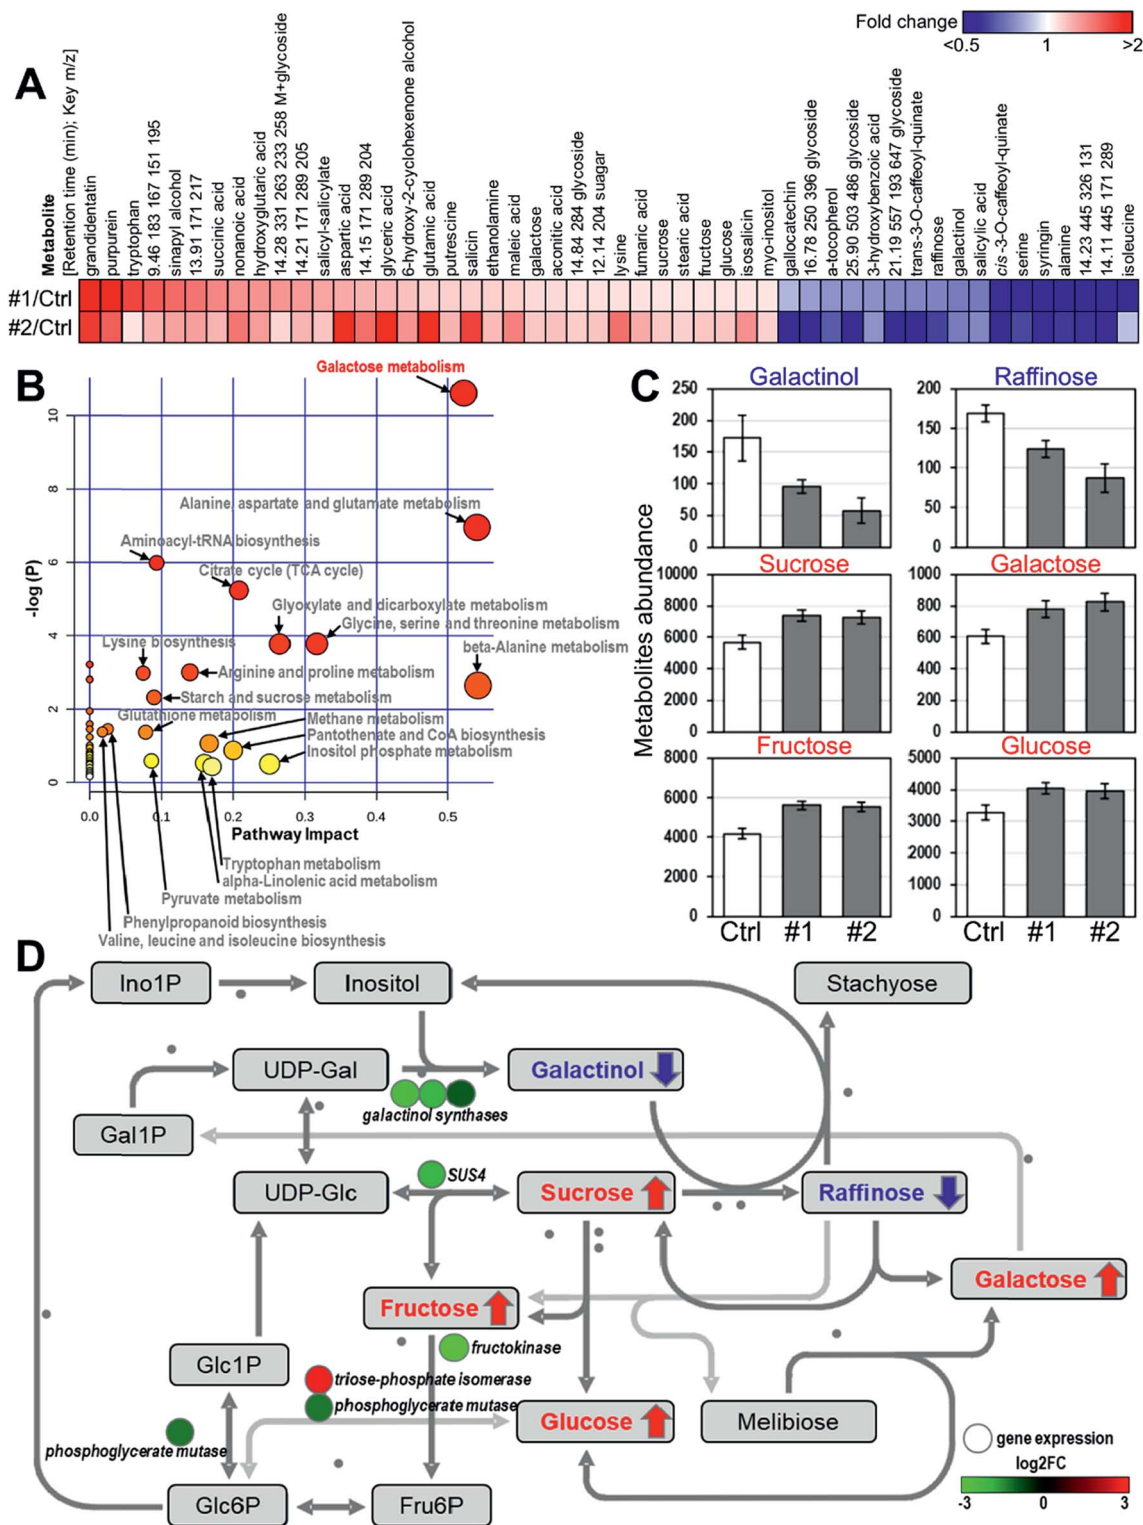 Fold change
<0.5
1
>2
A
Metabolite
[Retention time (min); Key m/z]
grandidentatin
purpurein
tryptophan
9.46 183 167 151 195
sinapyl alcohol
13.91 171 217
succinic acid
nonanoic acid
hydroxyglutaric acid
14.28 331 263 233 258 M+glycoside
14.21 171 289 205
salicyl-salicylate
aspartic acid
14.15 171 289 204
glyceric acid
6-hydroxy-2-cyclohexenone alcohol
glutamic acid
putrescine
salicin
ethanolamine
maleic acid
galactose
aconitic acid
14.84 284 glycoside
12.14 204 suagar
lysine
fumaric acid
sucrose
stearic acid
fructose
glucose
isosalicin
myo-inositol
gallocatechin
16.78 250 396 glycoside
a-tocopherol
25.90 503 486 glycoside
3-hydroxybenzoic acid
21.19 557 193 647 glycoside
trans-3-O-caffeoyl-quinate
raffinose
galactinol
salicylic acid
cis-3-O-caffeoyl-quinate
serine
syringin
alanine
14.23 445 326 131
14.11 445 171 289
isoleucine
#1/Ctrl
#2/Ctrl
B
Galactose metabolism
Alanine, aspartate and glutamate metabolism
Aminoacyl-tRNA biosynthesis
Citrate cycle (TCA cycle)
Glyoxylate and dicarboxylate metabolism
Glycine, serine and threonine metabolism
Lysine biosynthesis
beta-Alanine metabolism
Arginine and proline metabolism
Starch and sucrose metabolism
Glutathione metabolism
Methane metabolism
Pantothenate and CoA biosynthesis
Inositol phosphate metabolism
-log (P)
10
8
6
4
2
0
0.0
0.1
0.2
0.3
0.4
0.5
Pathway Impact
Tryptophan metabolism
alpha-Linolenic acid metabolism
Pyruvate metabolism
Phenylpropanoid biosynthesis
Valine, leucine and isoleucine biosynthesis
C
Metabolites abundance
Galactinol
250
200
150
100
50
0
Raffinose
200
150
100
50
0
Sucrose
10000
8000
6000
4000
2000
0
Galactose
1000
800
600
400
200
0
Fructose
8000
6000
4000
2000
0
Glucose
5000
4000
3000
2000
1000
0
Ctrl #1 #2
Ctrl #1 #2
D
Ino1P
Inositol
Stachyose
UDP-Gal
Galactinol
galactinol synthases
Gal1P
SUS4
UDP-Glc
Sucrose
Raffinose
Galactose
Fructose
fructokinase
Glc1P
triose-phosphate isomerase
phosphoglycerate mutase
Glucose
Melibiose
phosphoglycerate mutase
gene expression
log2FC
-3
0
3
Glc6P
Fru6P